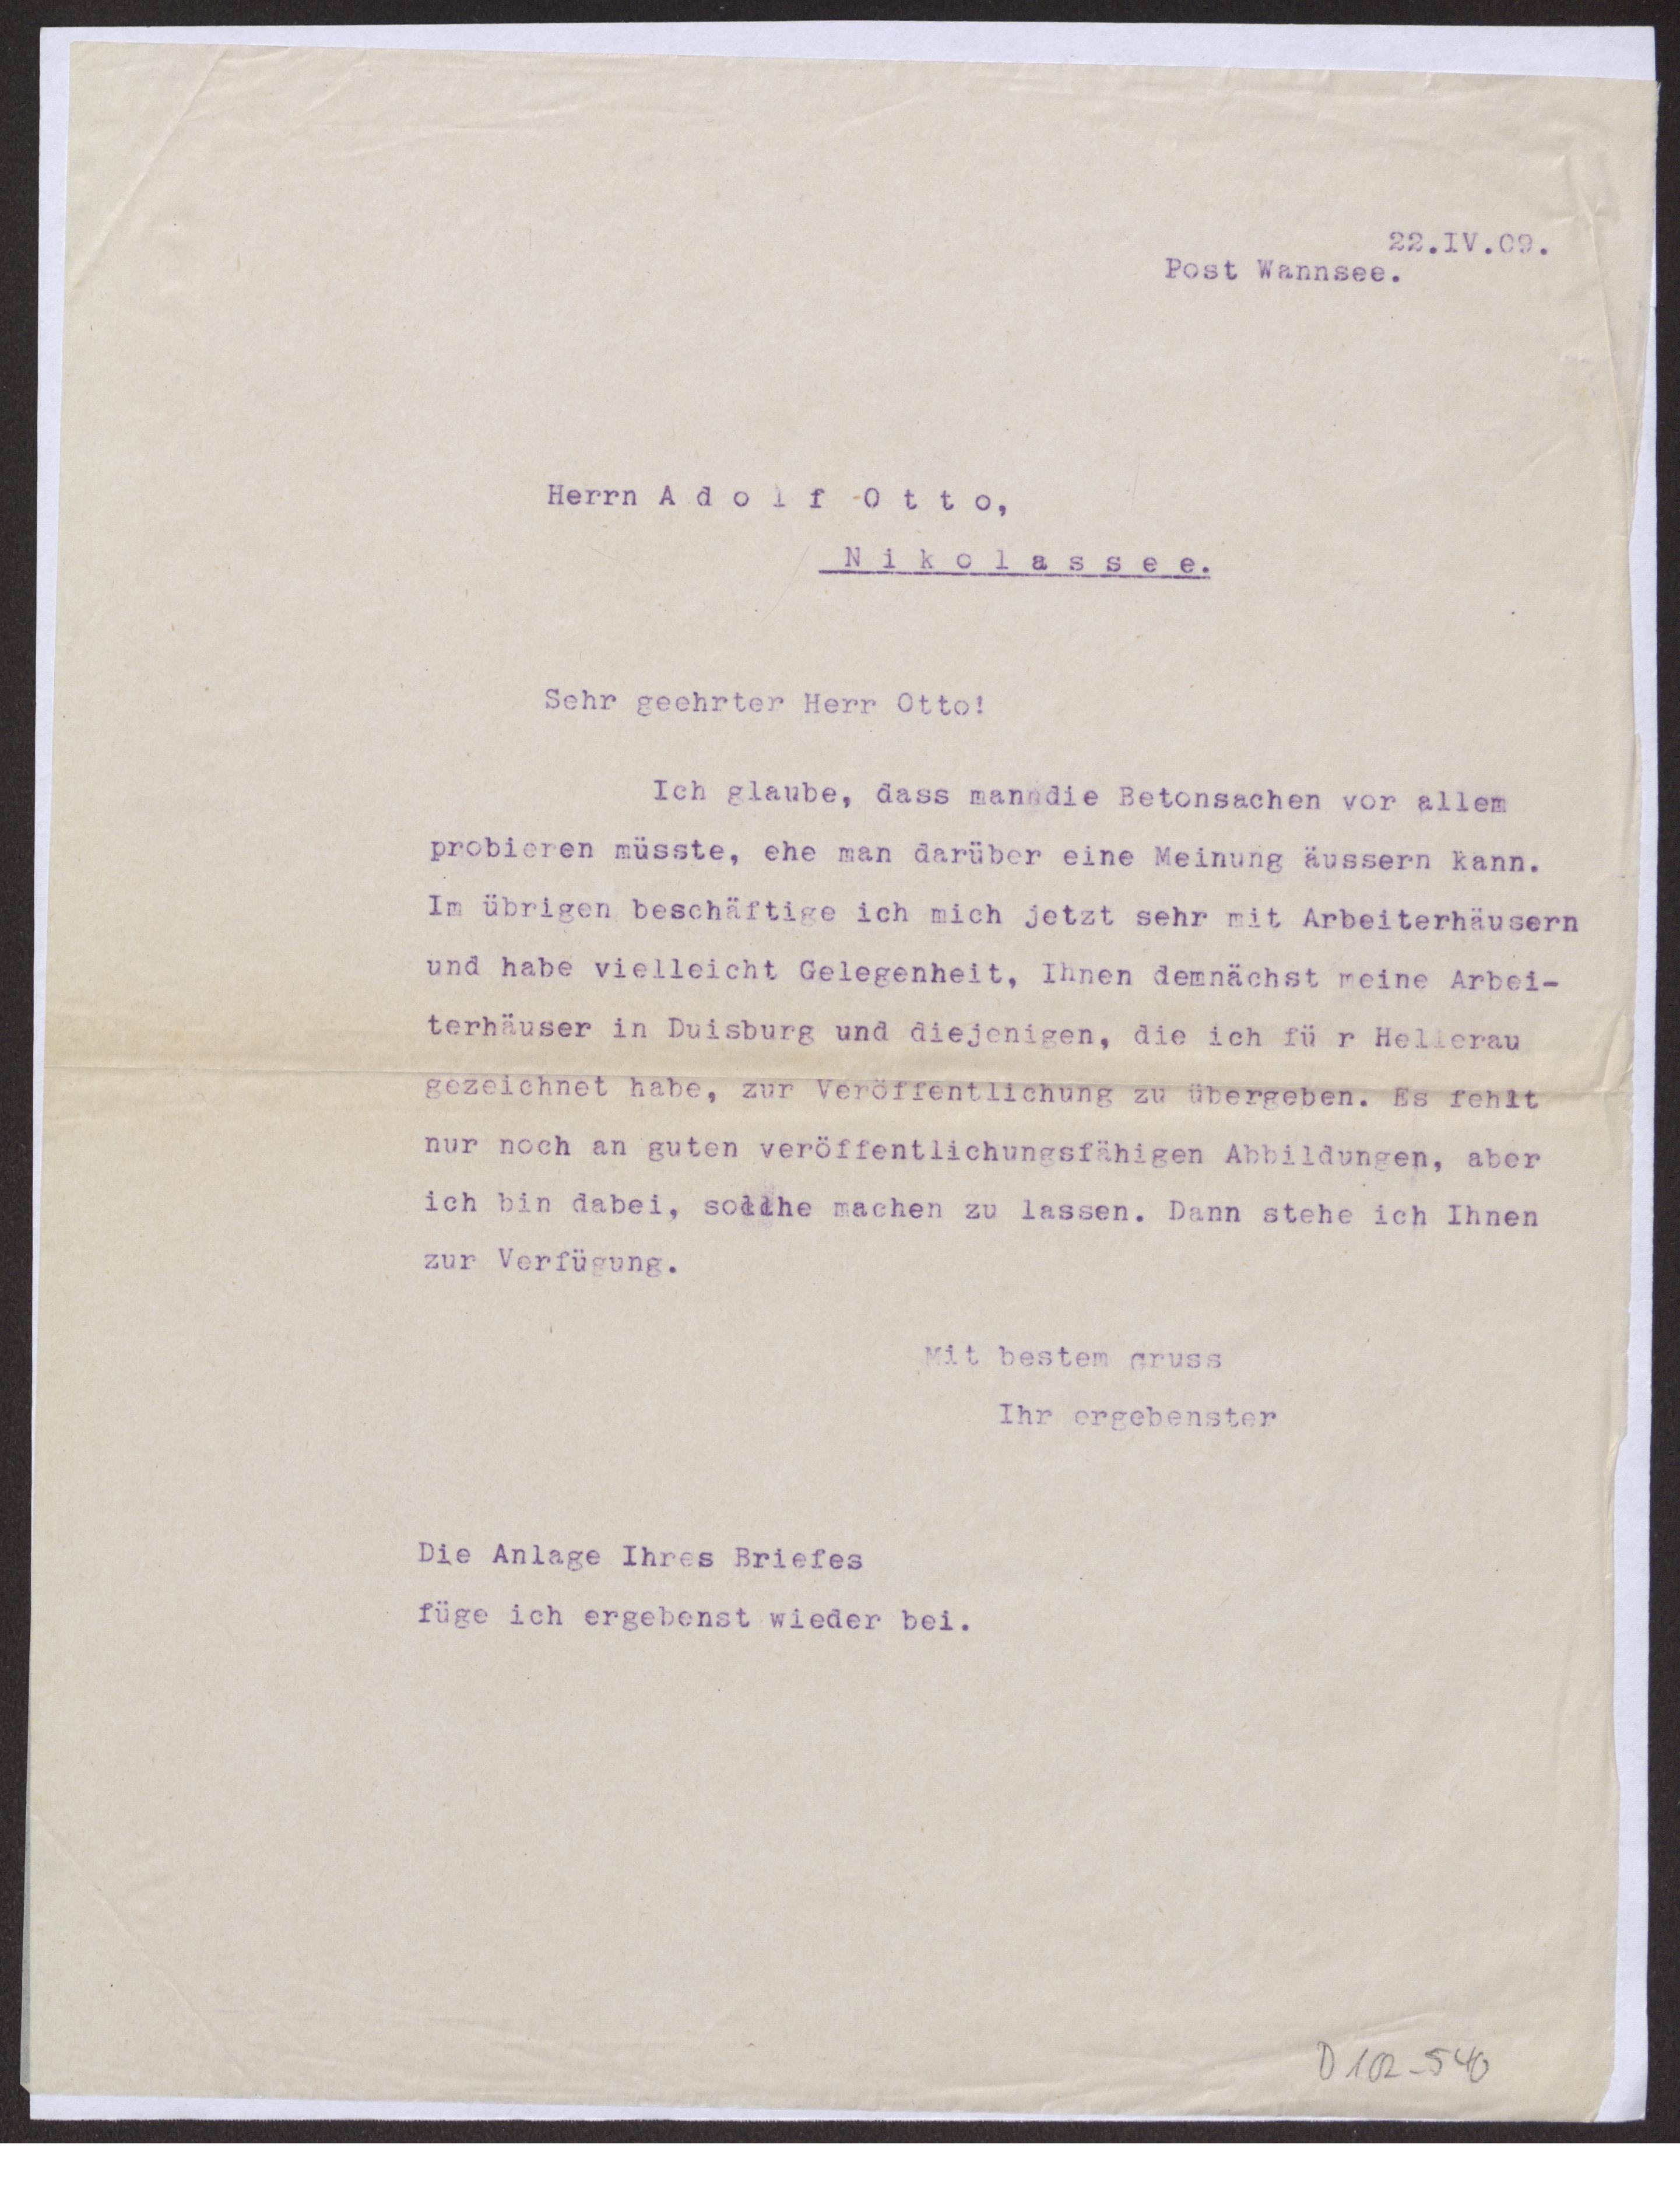 22.IV.09.
Post Wannsee.
Herrn A d o l f O t t o,
N i k o l a s s e e.
Sehr geehrter Herr Otto!
Ich glaube, dass man die Betonsachen vor allem
probieren müsste, ehe man darüber eine Meinung äussern kann.
Im übrigen beschäftige ich mich jetzt sehr mit Arbeiterhäusern
und habe vielleicht Gelegenheit, Ihnen demnächst meine Arbei-
terhäuser in Duisburg und diejenigen, die ich fü r Hellerau
gezeichnet habe, zur Veröffentlichung zu übergeben. Es fehlt
nur noch an guten veröffentlichungsfähigen Abbildungen, aber
ich bin dabei, solche machen zu lassen. Dann stehe ich Ihnen
zur Verfügung.
Mit bestem Gruss
Ihr ergebenster
Die Anlage Ihres Briefes
füge ich ergebenst wieder bei.
D 102-540